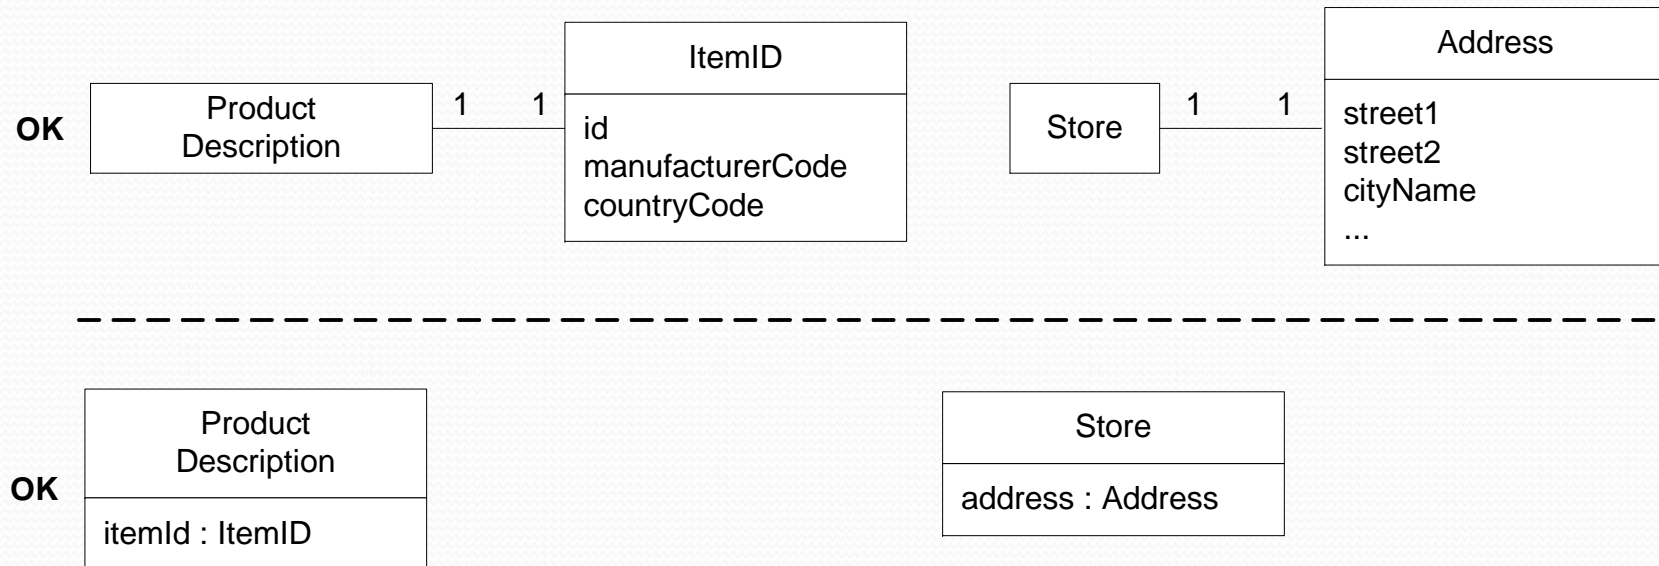 OK
Product
Description
1 1
ItemID
id
manufacturerCode
countryCode
Store
1 1
Address
street1
street2
cityName
...
OK
Product
Description
itemId : ItemID
Store
address : Address